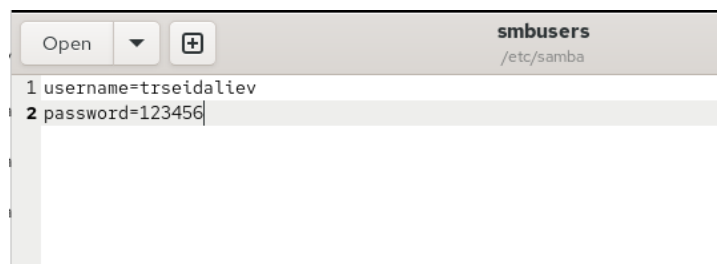 Open
smbusers
/etc/samba
1 username=trseidaliev
2 password=123456